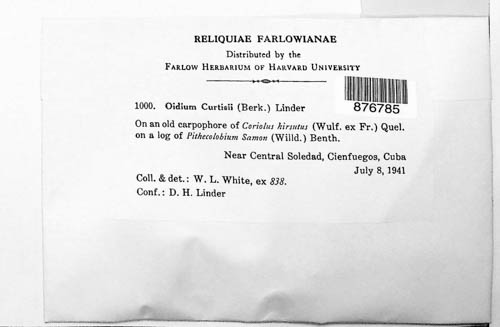 RELIQUIAE FARLOWIANAE
Distributed by the
FARLOW HERBARIUM OF HARVARD UNIVERSITY
876785
1000. Oidium Curtisii (Berk.) Linder
On an old carpophore of Coriolus hirsutus (Wulf. ex Fr.) Quel.
on a log of Pithecolobium Samon (Willd.) Benth.
Near Central Soledad, Cienfuegos, Cuba
July 8, 1941
Coll. & det.: W. L. White, ex 838.
Conf.: D. H. Linder